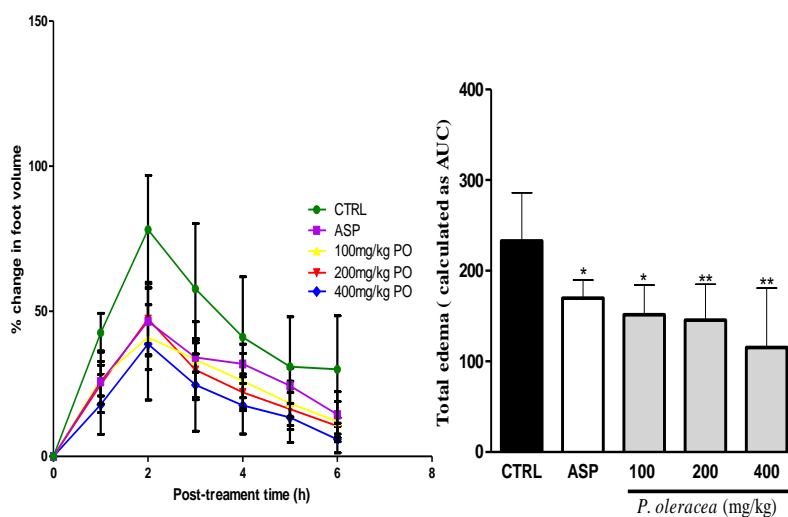 150
100
50
0
% change in foot volume
0 2 4 6 8
Post-treament time (h)
CTRL
ASP
100mg/kg PO
200mg/kg PO
400mg/kg PO
400
300
200
100
0
Total edema ( calculated as AUC)
* * ** **
CTRL ASP 100 200 400
P. oleracea (mg/kg)